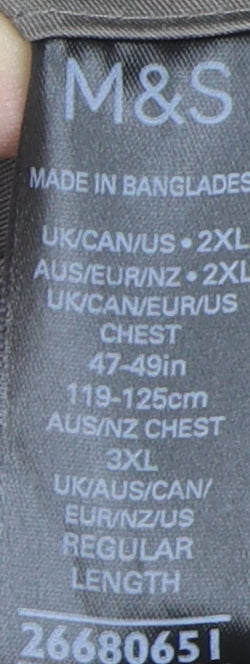 M&S
MADE IN BANGLADES
UK/CAN/US • 2XL
AUS/EUR/NZ • 2XL
UK/CAN/EUR/US
CHEST
47-49in
119-125cm
AUS/NZ CHEST
3XL
UK/AUS/CAN/
EUR/NZ/US
REGULAR
LENGTH
26680651